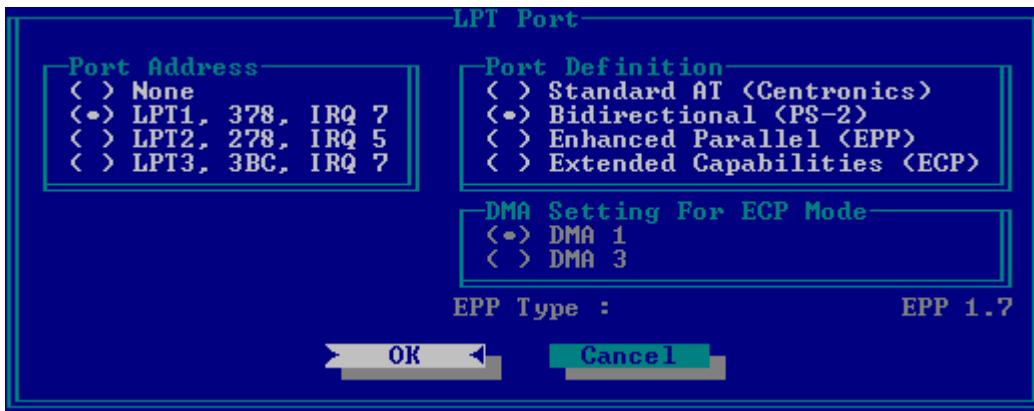 LPT Port
Port Address
( ) None
(•) LPT1, 378, IRQ 7
( ) LPT2, 278, IRQ 5
( ) LPT3, 3BC, IRQ 7
Port Definition
( ) Standard AT (Centronics)
(•) Bidirectional (PS-2)
( ) Enhanced Parallel (EPP)
( ) Extended Capabilities (ECP)
DMA Setting For ECP Mode
(•) DMA 1
( ) DMA 3
EPP Type : EPP 1.7
OK Cancel